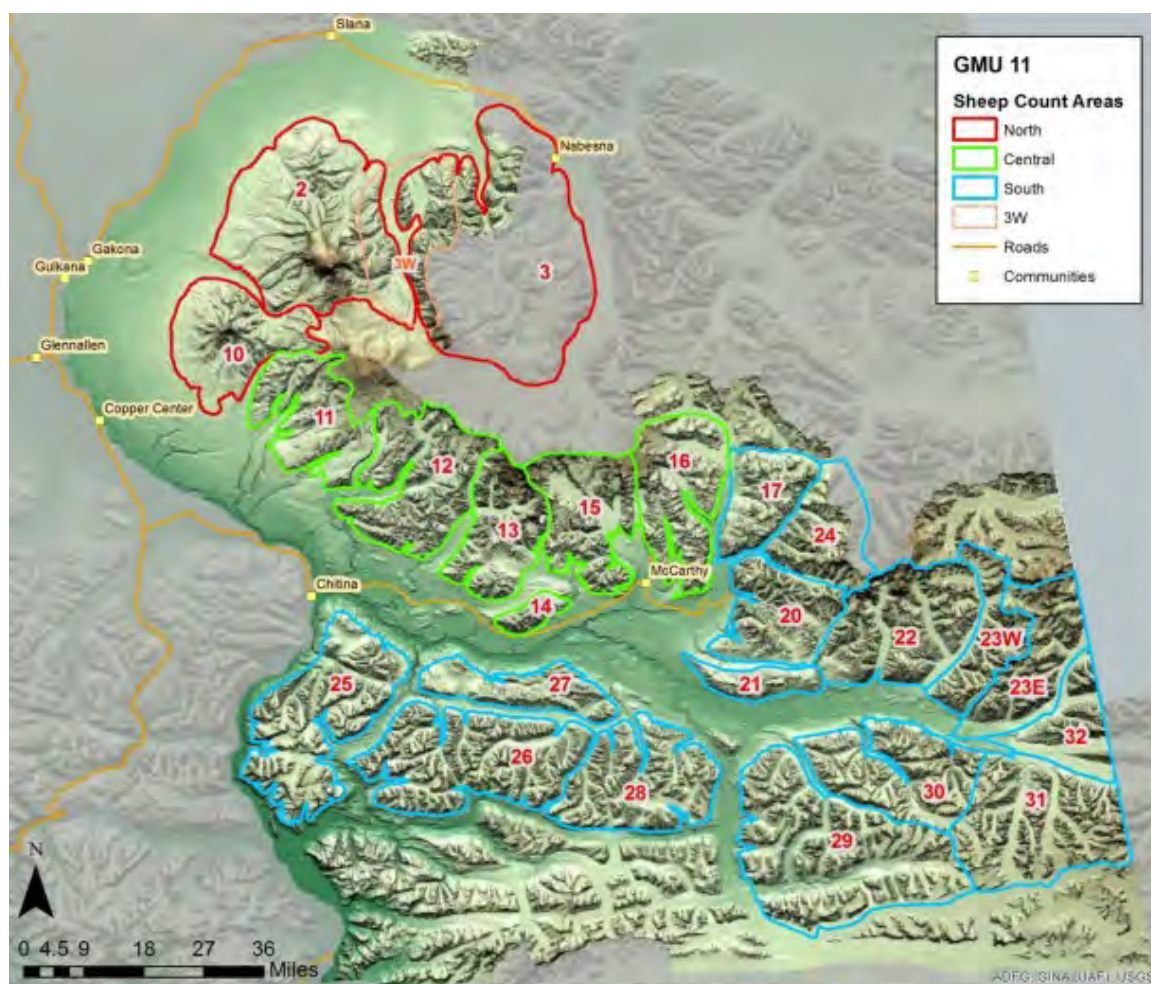 Slana
GMU 11
Sheep Count Areas
North
Central
South
3W
Roads
Communities
Nabesna
2
Gakona
Gulkana
3W
3
Glennallen
10
Copper Center
11
12
16
17
15
13
24
McCarthy
Chitina
14
20
22
23W
21
23E
25
27
32
26
28
30
31
29
N
0 4.5 9 18 27 36
Miles
ADFG, GINA (UAF), USGS